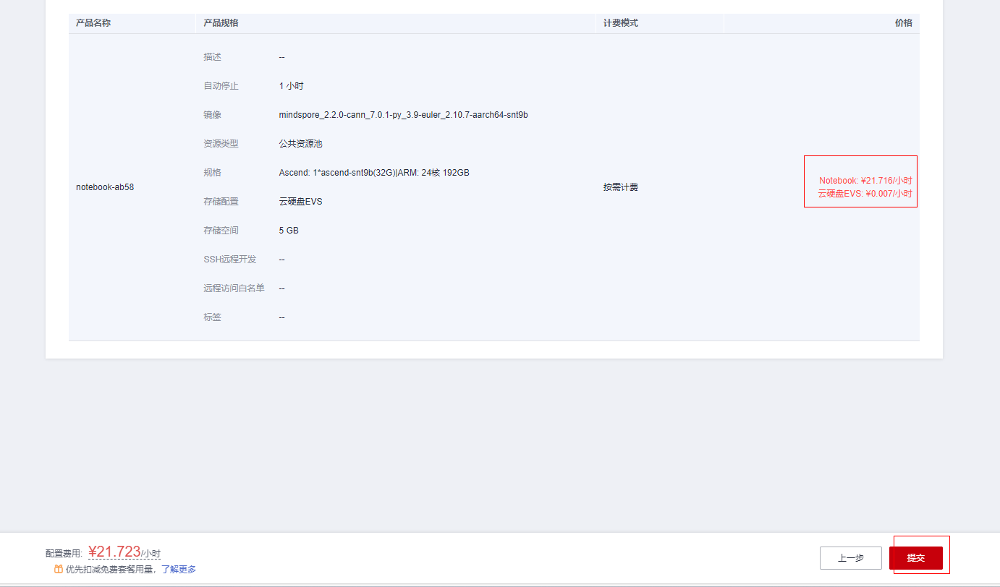 产品名称 产品规格 计费模式 价格
描述 --
自动停止 1 小时
镜像 mindspore_2.2.0-cann_7.0.1-py_3.9-euler_2.10.7-aarch64-snt9b
资源类型 公共资源池
规格 Ascend: 1*ascend-snt9b(32G)|ARM: 24核 192GB
Notebook: ¥21.716/小时
notebook-ab58 按需计费
云硬盘EVS: ¥0.007/小时
存储配置 云硬盘EVS
存储空间 5 GB
SSH远程开发 --
远程访问白名单 --
标签 --
配置费用: ¥21.723/小时
优先扣减免费套餐用量，了解更多
上一步 提交